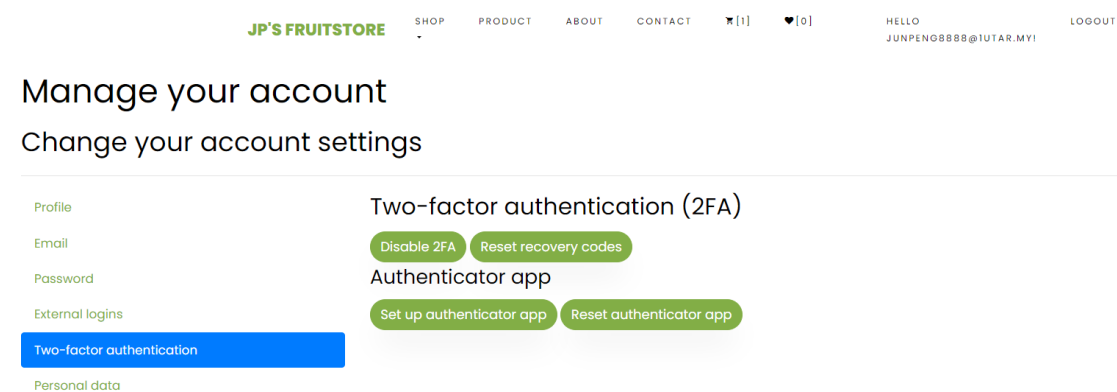 JP'S FRUITSTORE SHOP PRODUCT ABOUT CONTACT [1] [0] HELLO LOGOUT
JUNPENG8888@1UTAR.MY!
Manage your account
Change your account settings
Profile
Email
Password
External logins
Two-factor authentication
Personal data
Two-factor authentication (2FA)
Disable 2FA Reset recovery codes
Authenticator app
Set up authenticator app Reset authenticator app